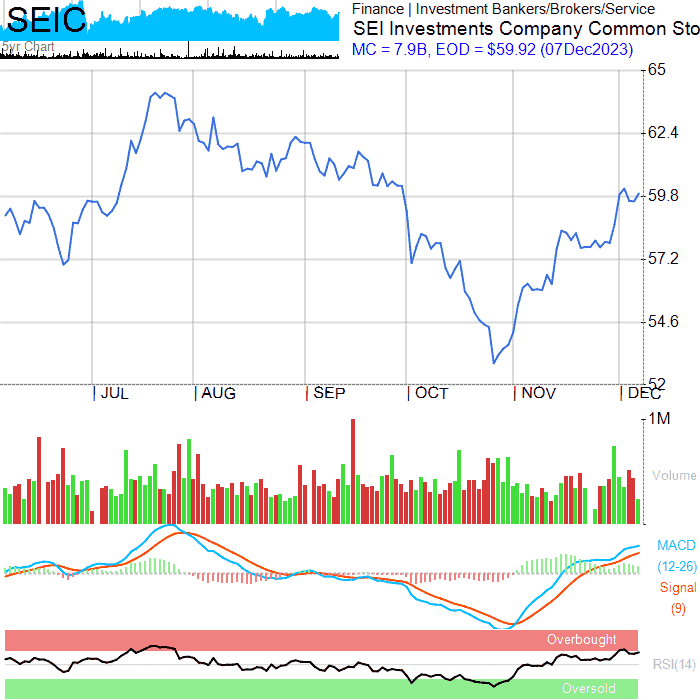 SEIC
5yr Chart
Finance | Investment Bankers/Brokers/Service
SEI Investments Company Common Sto
MC = 7.9B, EOD = $59.92 (07Dec2023)
65
62.4
59.8
57.2
54.6
52
JUL AUG SEP OCT NOV DEC
1M
Volume
MACD
(12-26)
Signal
(9)
Overbought
RSI(14)
Oversold